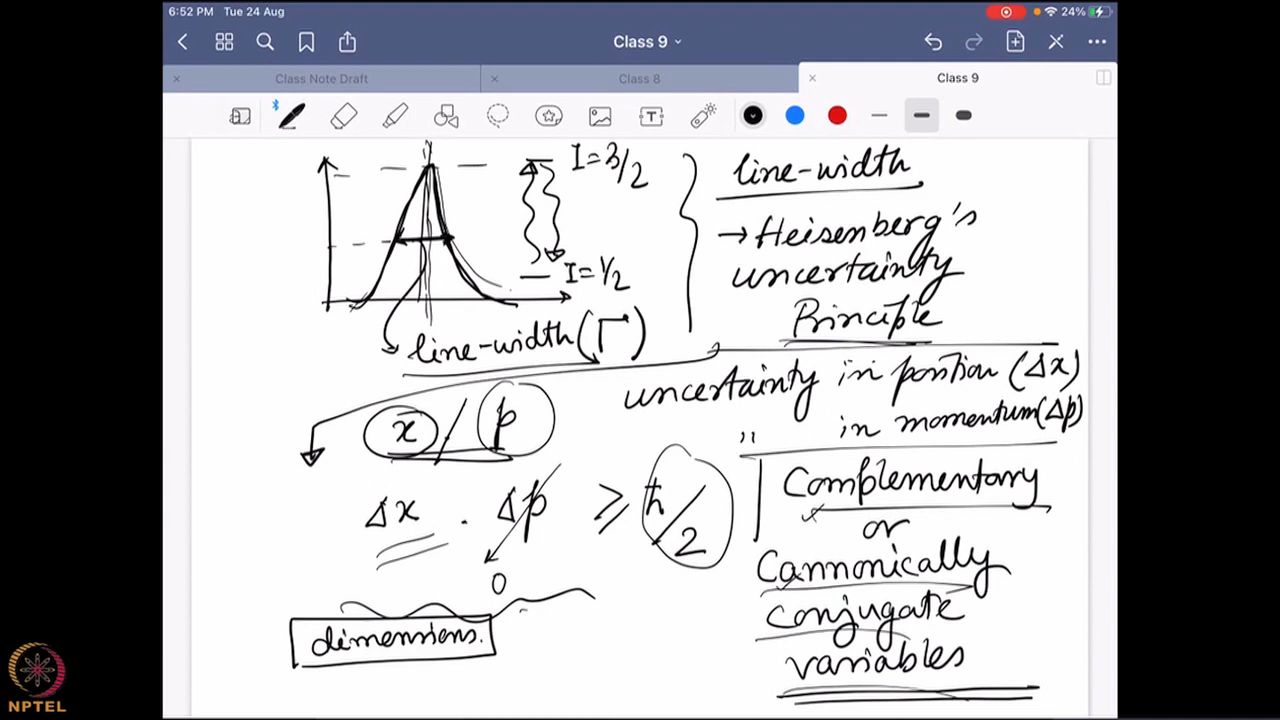 6:52 PM Tue 24 Aug
24%
Class 9
Class Note Draft
Class 8
Class 9
T
I=3/2
I=1/2
line-width (Γ)
line-width
→ Heisenberg's
uncertainty
Principle
uncertainty in position (Δx)
" in momentum (Δp)
x / p
Δx . Δp ≥ ħ/2
0
dimensions.
Complementary
or
Cannonically
conjugate
variables
NPTEL